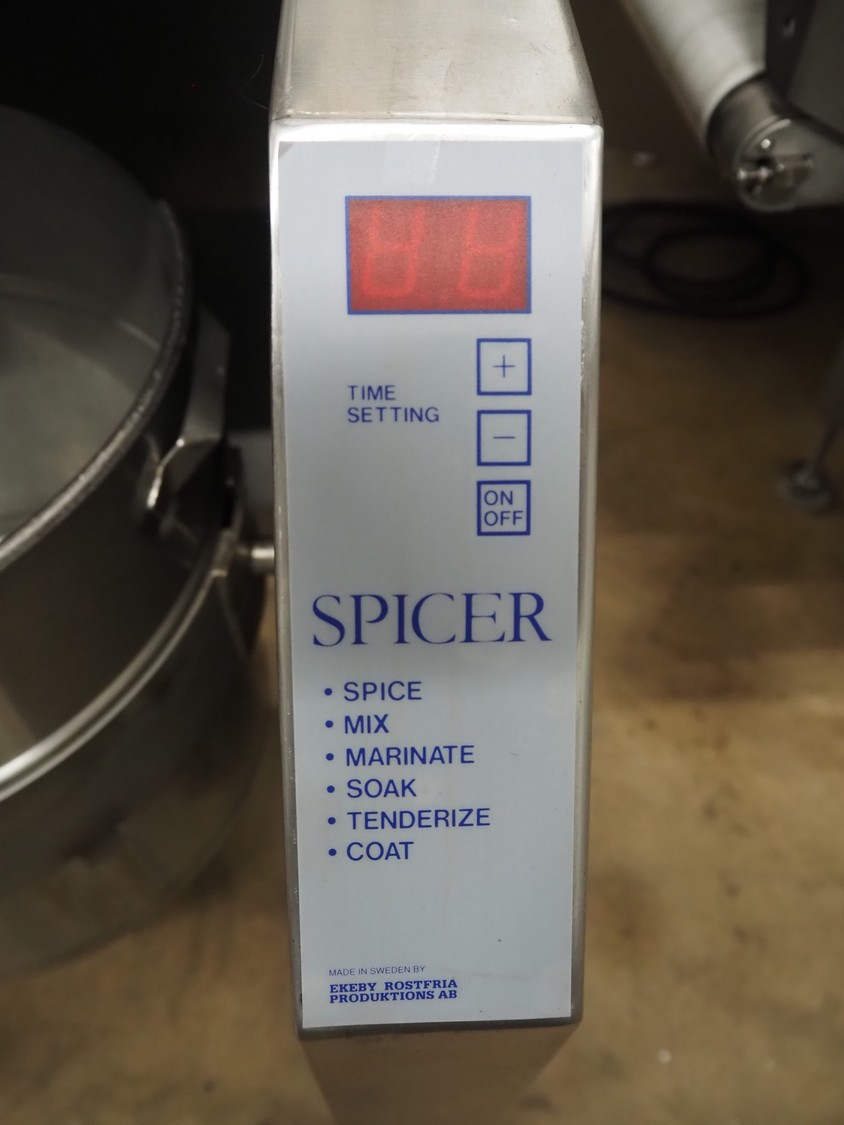 TIME
SETTING
+
−
ON
OFF
SPICER
• SPICE
• MIX
• MARINATE
• SOAK
• TENDERIZE
• COAT
MADE IN SWEDEN BY
EKEBY ROSTFRIA
PRODUKTIONS AB